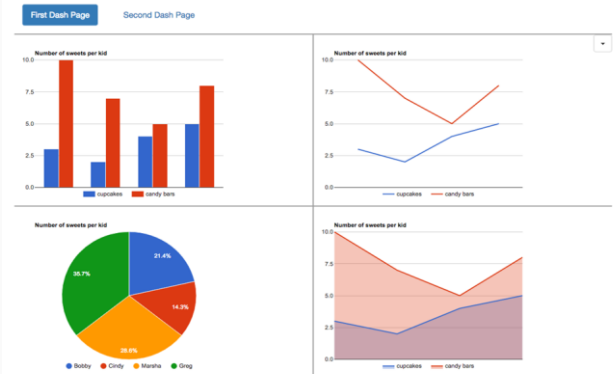 First Dash Page Second Dash Page
Number of sweets per kid
10.0
7.5
5.0
2.5
0.0
cupcakes candy bars
Number of sweets per kid
10.0
7.5
5.0
2.5
0.0
cupcakes candy bars
Number of sweets per kid
21.4%
14.3%
28.6%
35.7%
Bobby Cindy Marsha Greg
Number of sweets per kid
10.0
7.5
5.0
2.5
0.0
cupcakes candy bars